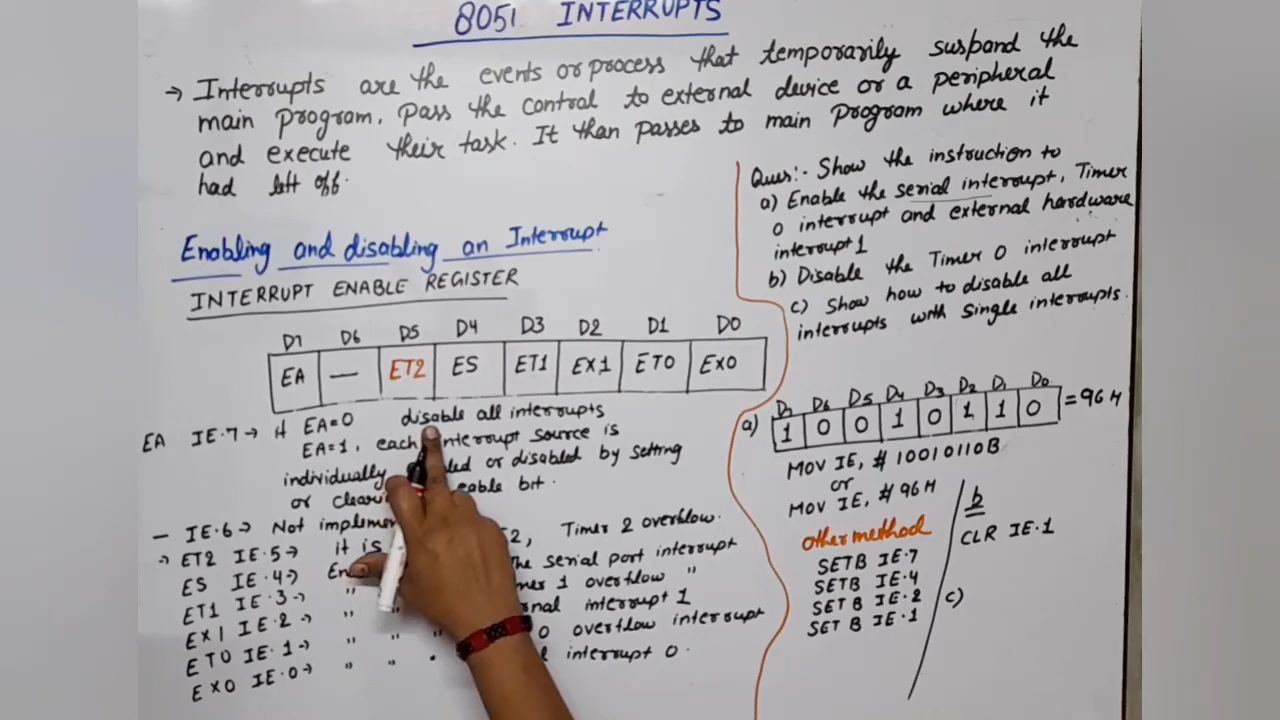 8051 INTERRUPTS
→ Interrupts are the events or process that temporarily suspand the
main program, Pass the control to external device or a peripheral
and execute their task. It than passes to main Program where it
had left off.
Enabling and disabling an Interrupt
INTERRUPT ENABLE REGISTER
D7 D6 D5 D4 D3 D2 D1 D0
EA — ET2 ES ET1 EX1 ET0 EX0
EA IE.7→ If EA=0 disable all interrupts
EA=1, each interrupt source is
individually or disabled by setting
or bit.
— IE.6→ Not Timer 2 overflow.
→ ET2 IE.5→ it is
ES IE.4→ serial port interrupt
ET1 IE.3→ " 1 overflow "
EX1 IE.2→ " " interrupt 1
ET0 IE.1→ " " " 0 overflow interrupt
EX0 IE.0→ " " " interrupt 0.
Ques:- Show the instruction to
a) Enable the serial interrupt, Timer
0 interrupt and external hardware
interrupt 1
b) Disable the Timer 0 interrupt
c) Show how to disable all
interrupts with single interrupts.
D7 D6 D5 D4 D3 D2 D1 D0
a) 1 0 0 1 0 1 1 0 = 96H
MOV IE, # 10010110B
or
MOV IE, # 96H
other method
SETB IE.7
SETB IE.4
SETB IE.2
SETB IE.1
b
CLR IE.1
c)